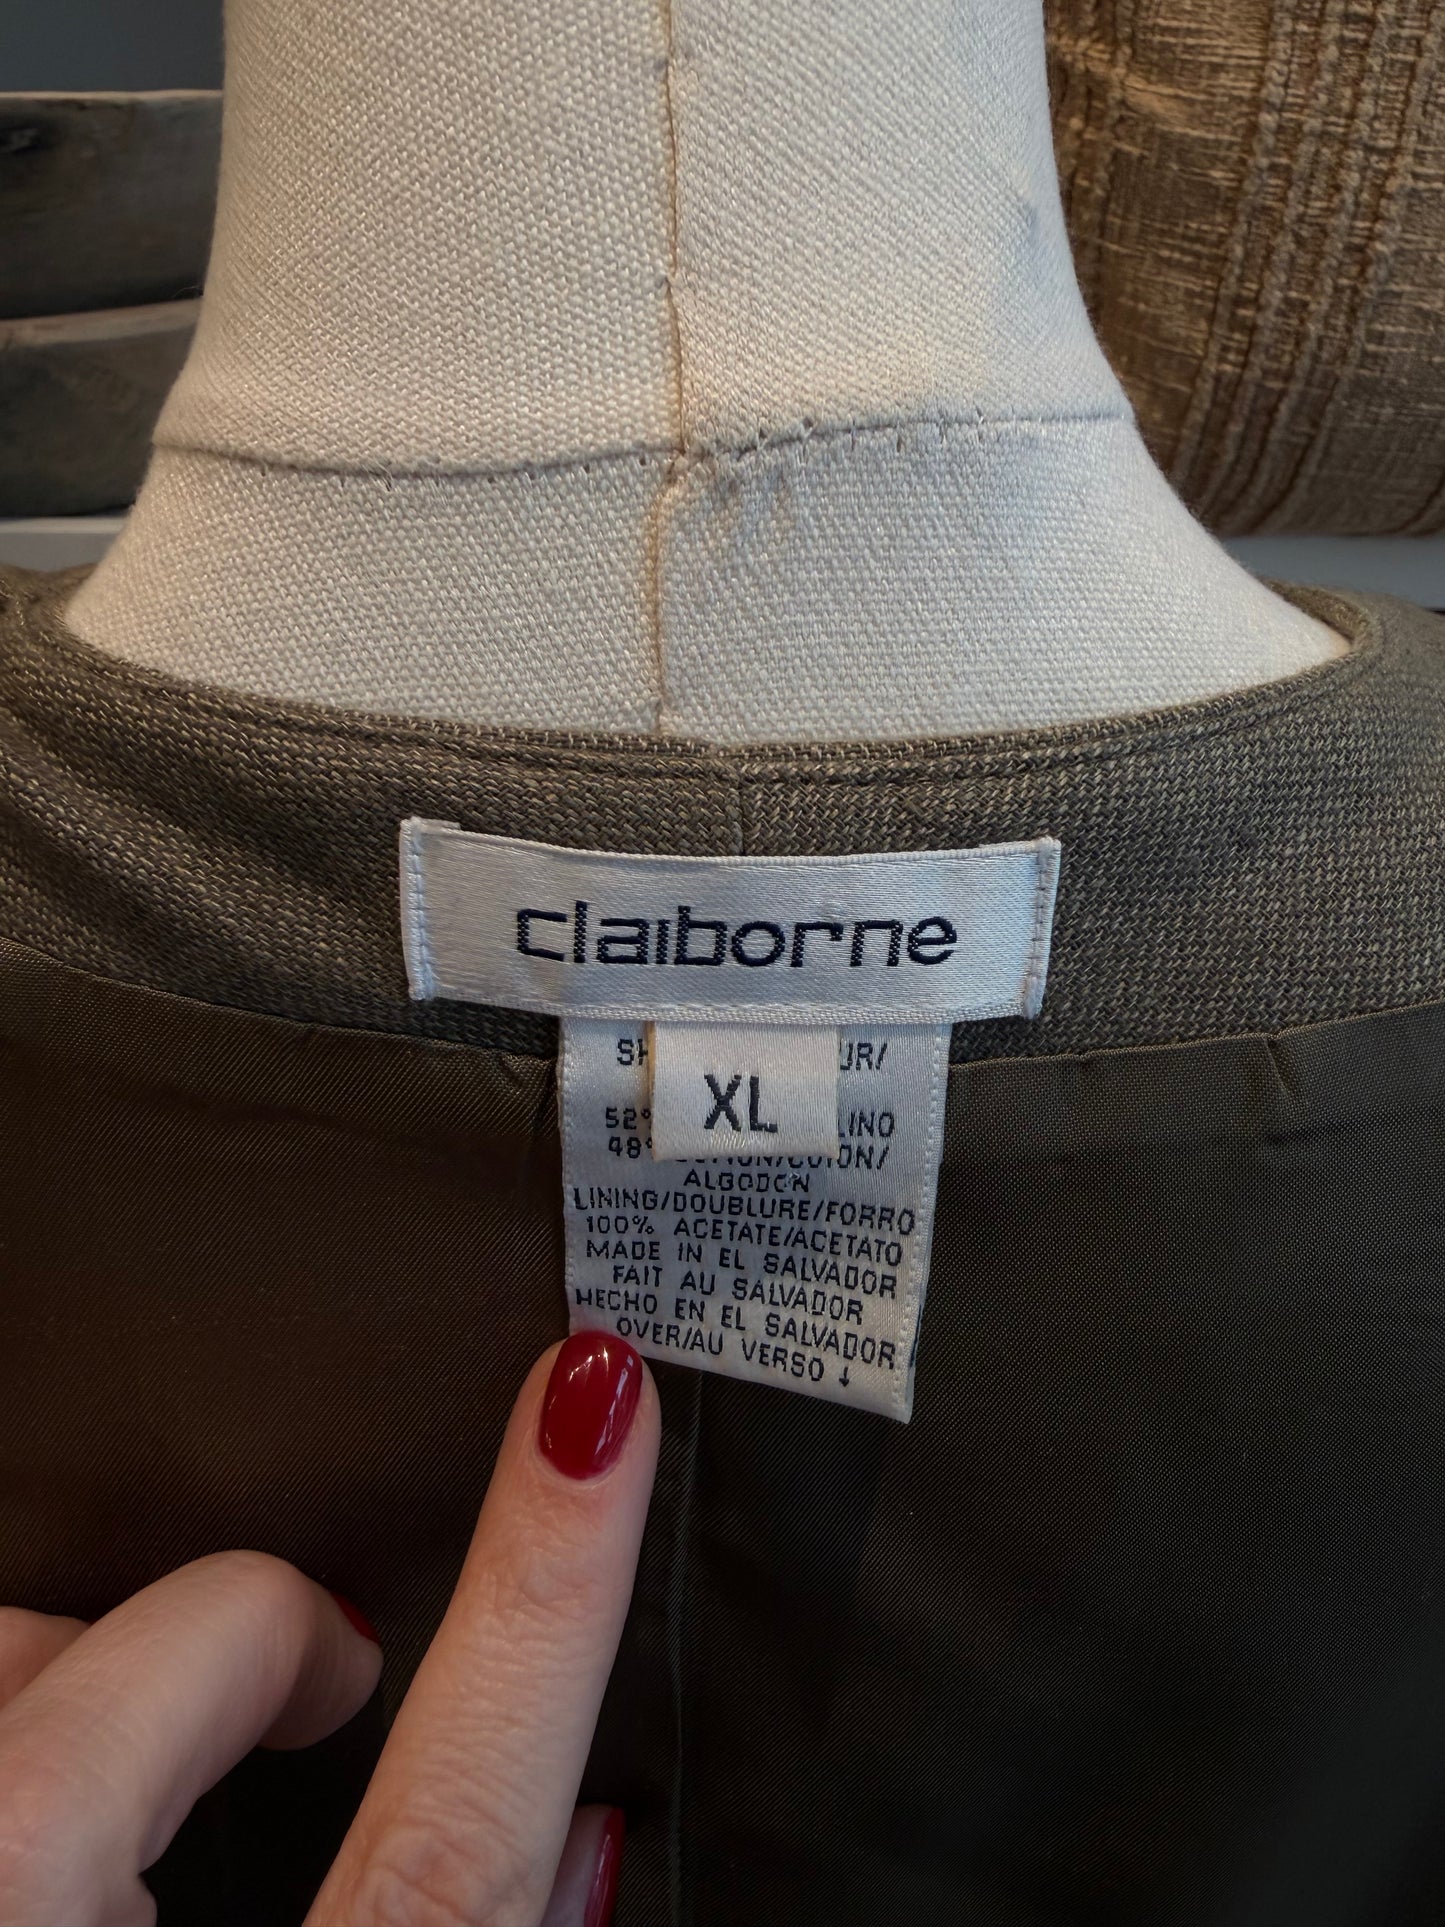 claiborne
XL
ALGODON
LINING/DOUBLURE/FORRO
100% ACETATE/ACETATO
MADE IN EL SALVADOR
FAIT AU SALVADOR
HECHO EN EL SALVADOR
OVER/AU VERSO ↓